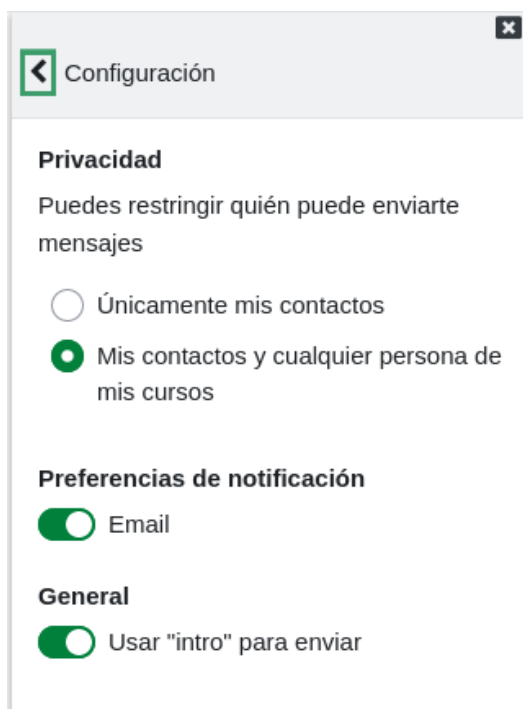 Configuración
Privacidad
Puedes restringir quién puede enviarte
mensajes
Únicamente mis contactos
Mis contactos y cualquier persona de
mis cursos
Preferencias de notificación
Email
General
Usar "intro" para enviar